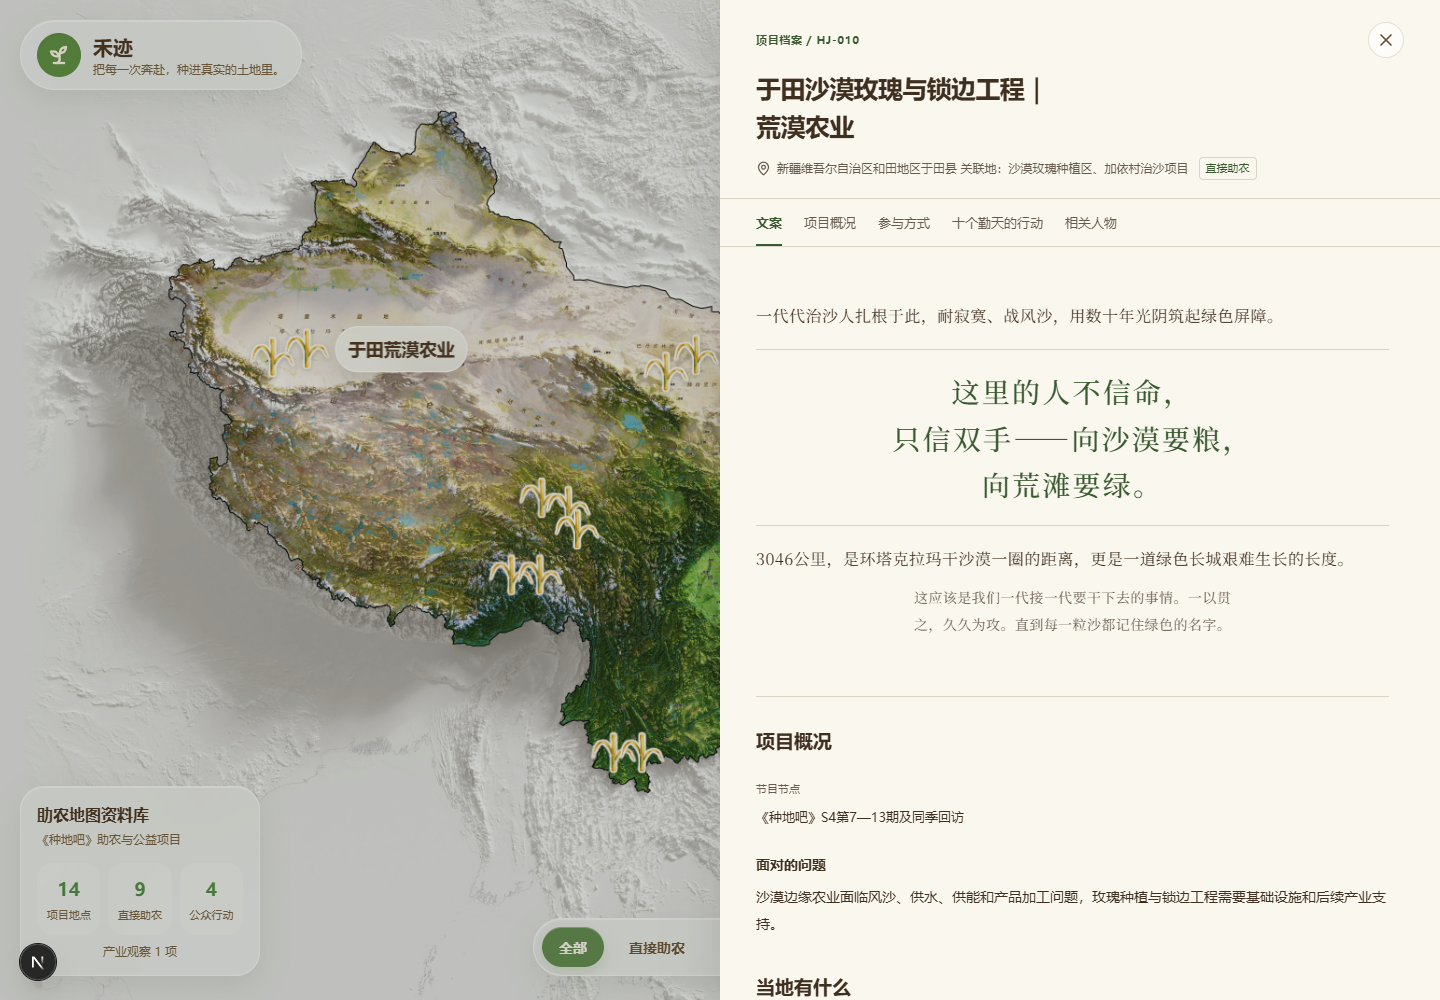 禾迹
把每一次奔赴，种进真实的土地里。
于田荒漠农业
助农地图资料库
《种地吧》助农与公益项目
14
项目地点
9
直接助农
4
公众行动
产业观察 1 项
N
全部
直接助农
项目档案 / HJ-010
于田沙漠玫瑰与锁边工程｜
荒漠农业
新疆维吾尔自治区和田地区于田县 关联地：沙漠玫瑰种植区、加依村治沙项目
直接助农
文案
项目概况
参与方式
十个勤天的行动
相关人物
一代代治沙人扎根于此，耐寂寞、战风沙，用数十年光阴筑起绿色屏障。
这里的人不信命，
只信双手——向沙漠要粮，
向荒滩要绿。
3046公里，是环塔克拉玛干沙漠一圈的距离，更是一道绿色长城艰难生长的长度。
这应该是我们一代接一代要干下去的事情。一以贯
之，久久为攻。直到每一粒沙都记住绿色的名字。
项目概况
节目节点
《种地吧》S4第7—13期及同季回访
面对的问题
沙漠边缘农业面临风沙、供水、供能和产品加工问题，玫瑰种植与锁边工程需要基础设施和后续产业支
持。
当地有什么